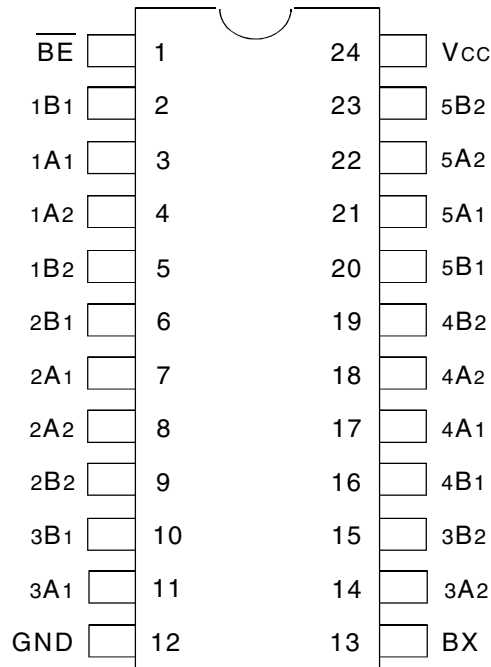 BE 1 24 Vcc
1B1 2 23 5B2
1A1 3 22 5A2
1A2 4 21 5A1
1B2 5 20 5B1
2B1 6 19 4B2
2A1 7 18 4A2
2A2 8 17 4A1
2B2 9 16 4B1
3B1 10 15 3B2
3A1 11 14 3A2
GND 12 13 BX